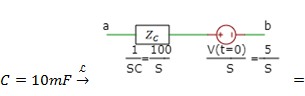 a Z_C b
1/SC = 100/S V(t=0)/S = 5/S
C = 10mF →ℒ =